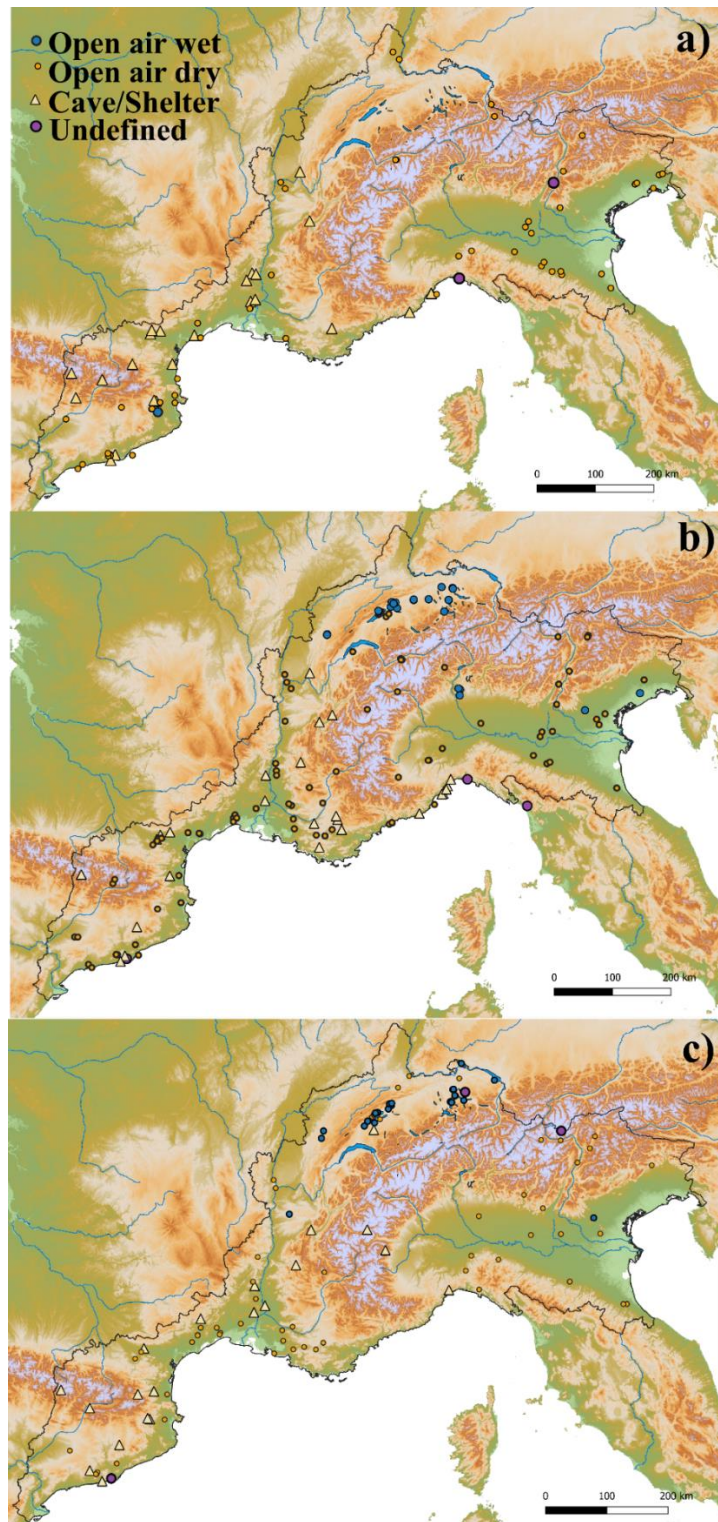 a)
Open air wet
Open air dry
Cave/Shelter
Undefined
0 100 200 km
b)
0 100 200 km
c)
0 100 200 km